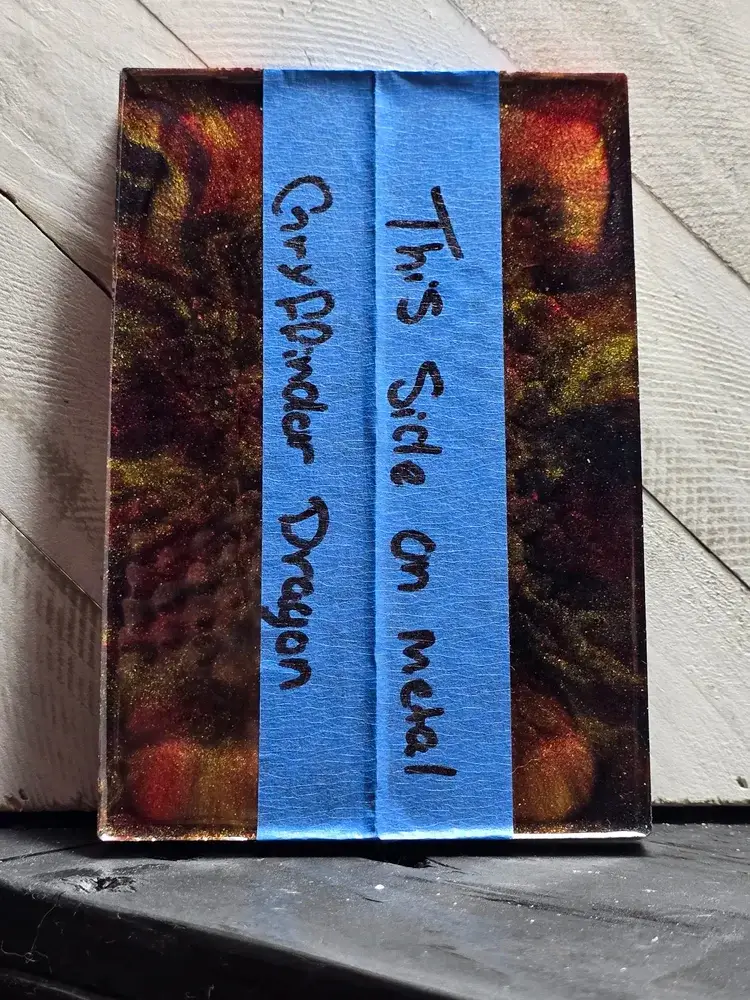 This Side on metal
Gryffinder Dragon